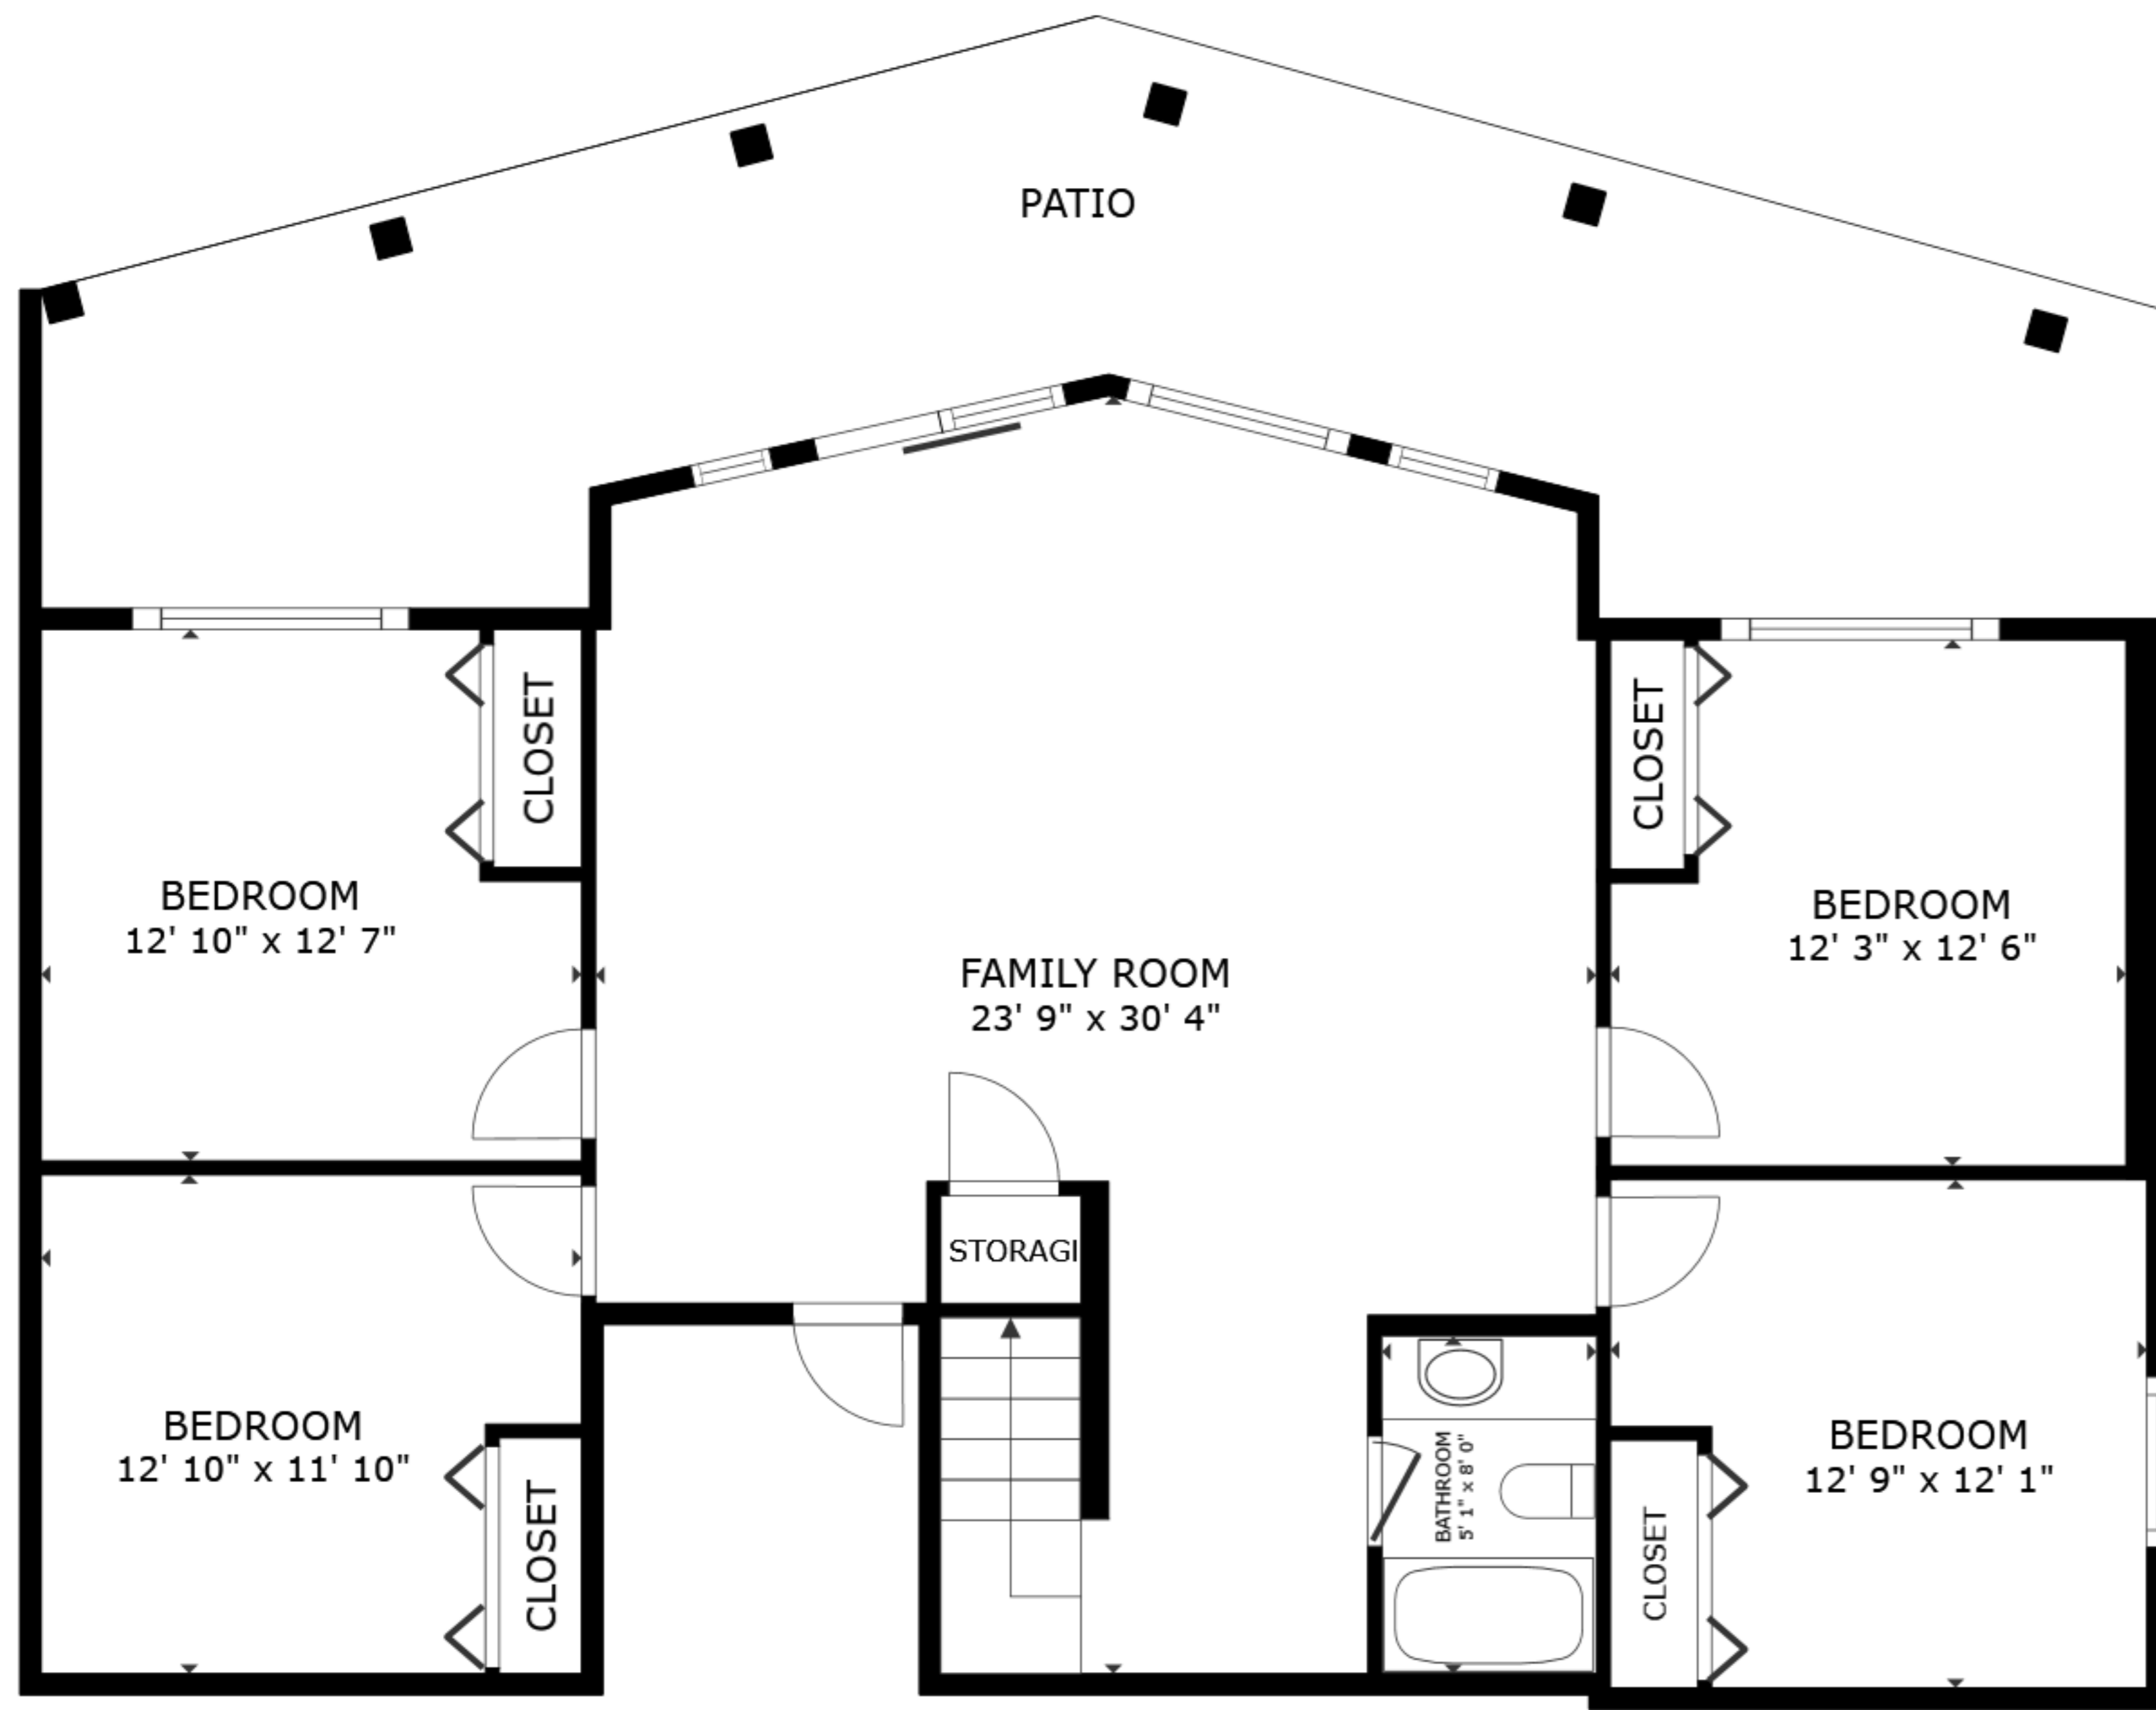 PATIO
CLOSET
CLOSET
BEDROOM
12' 10" x 12' 7"
BEDROOM
12' 3" x 12' 6"
FAMILY ROOM
23' 9" x 30' 4"
STORAGI
BEDROOM
12' 10" x 11' 10"
CLOSET
BATHROOM
5' 1" x 8' 0"
BEDROOM
12' 9" x 12' 1"
CLOSET